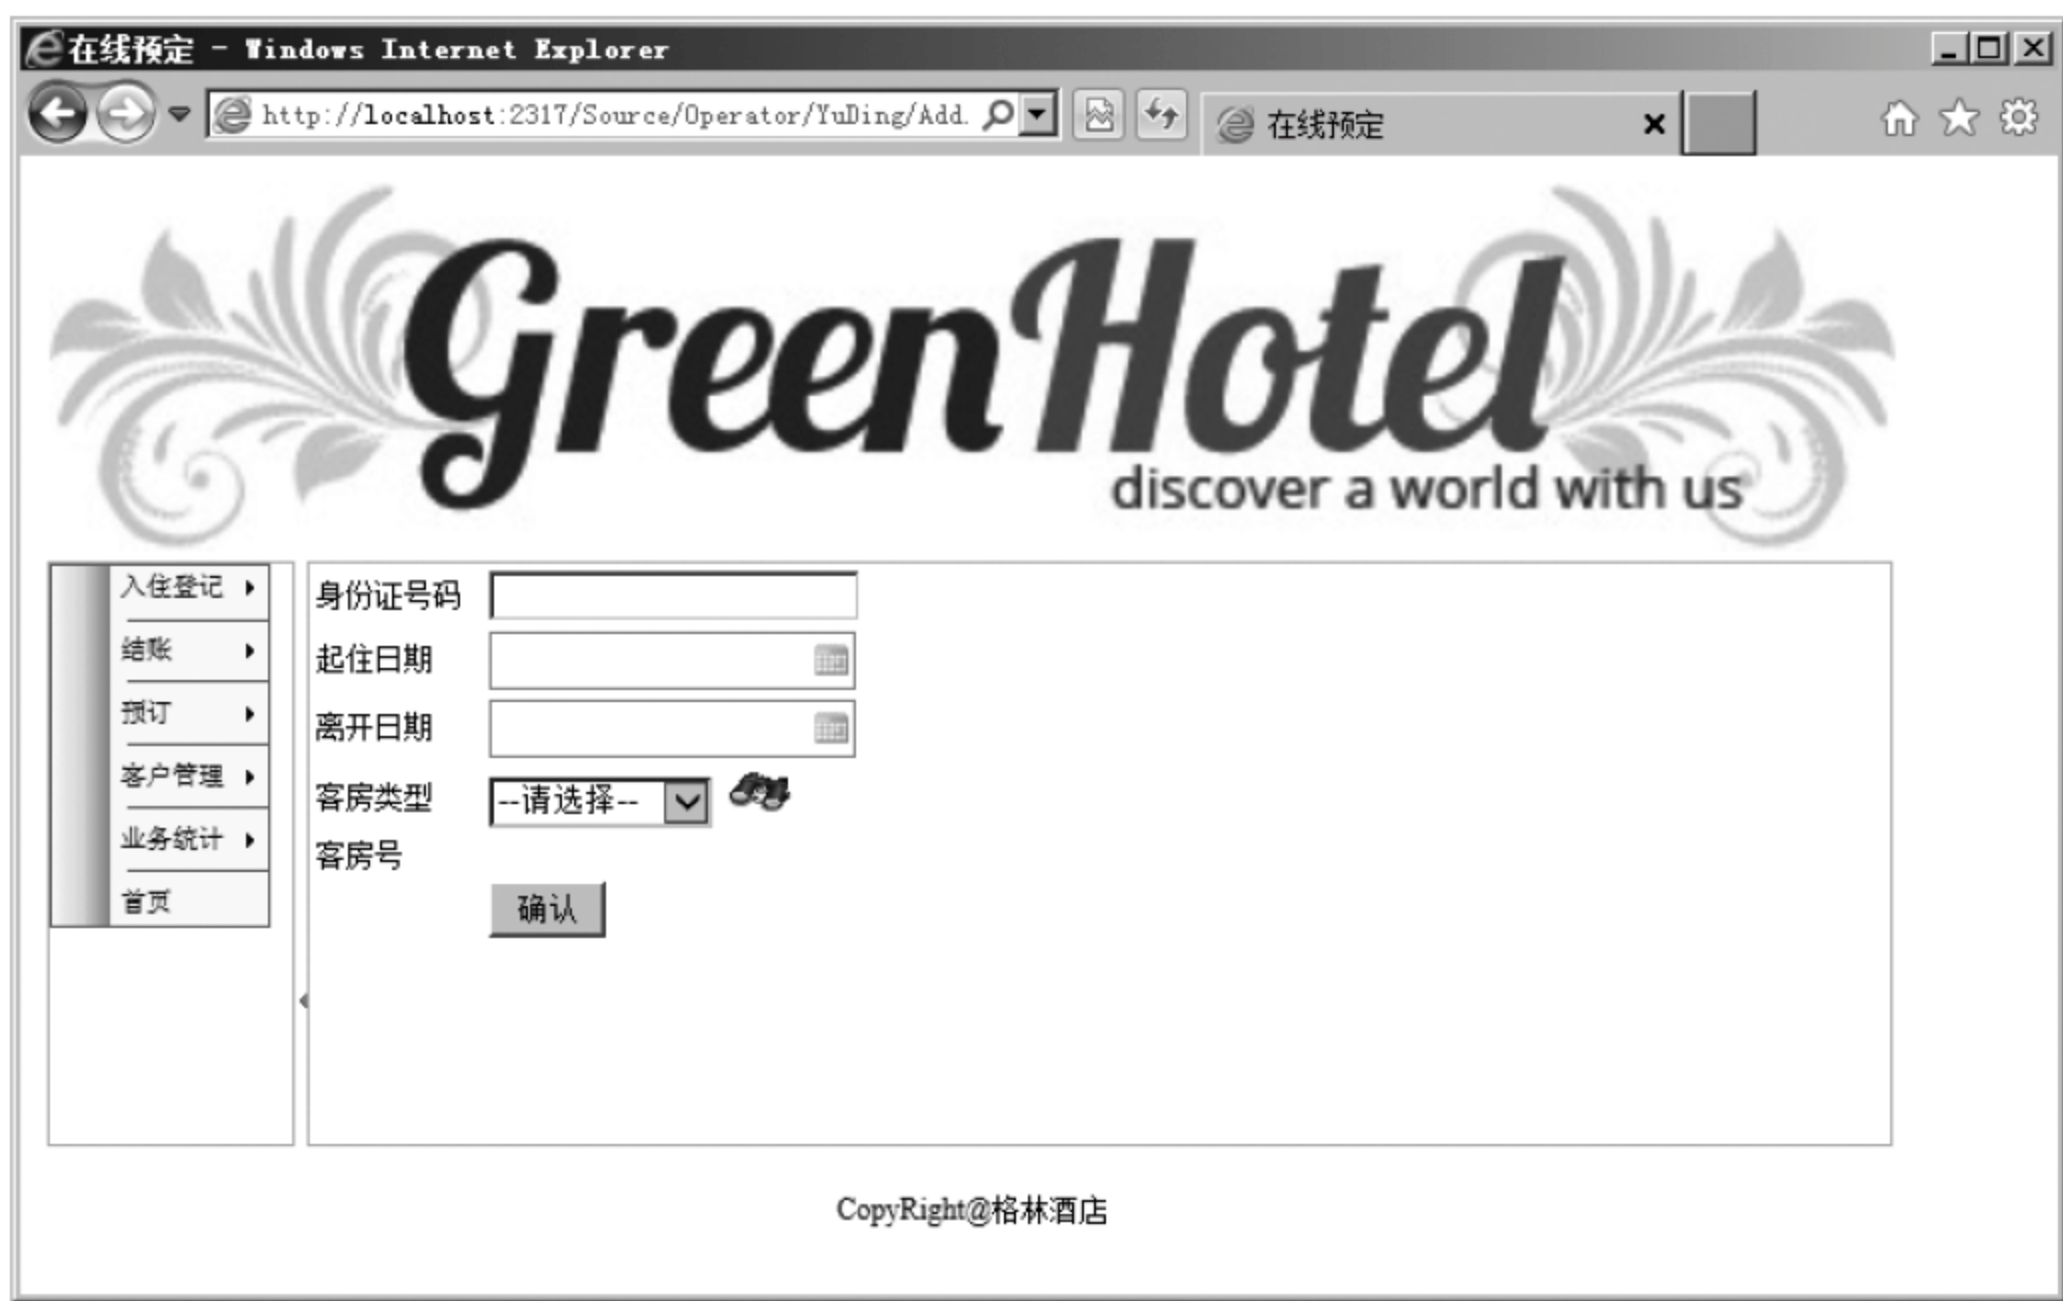 在线预定 - Windows Internet Explorer
http://localhost:2317/Source/Operator/YuDing/Add.
在线预定
Green Hotel
discover a world with us
入住登记
结账
预订
客户管理
业务统计
首页
身份证号码
起住日期
离开日期
客房类型 --请选择--
客房号
确认
CopyRight@格林酒店